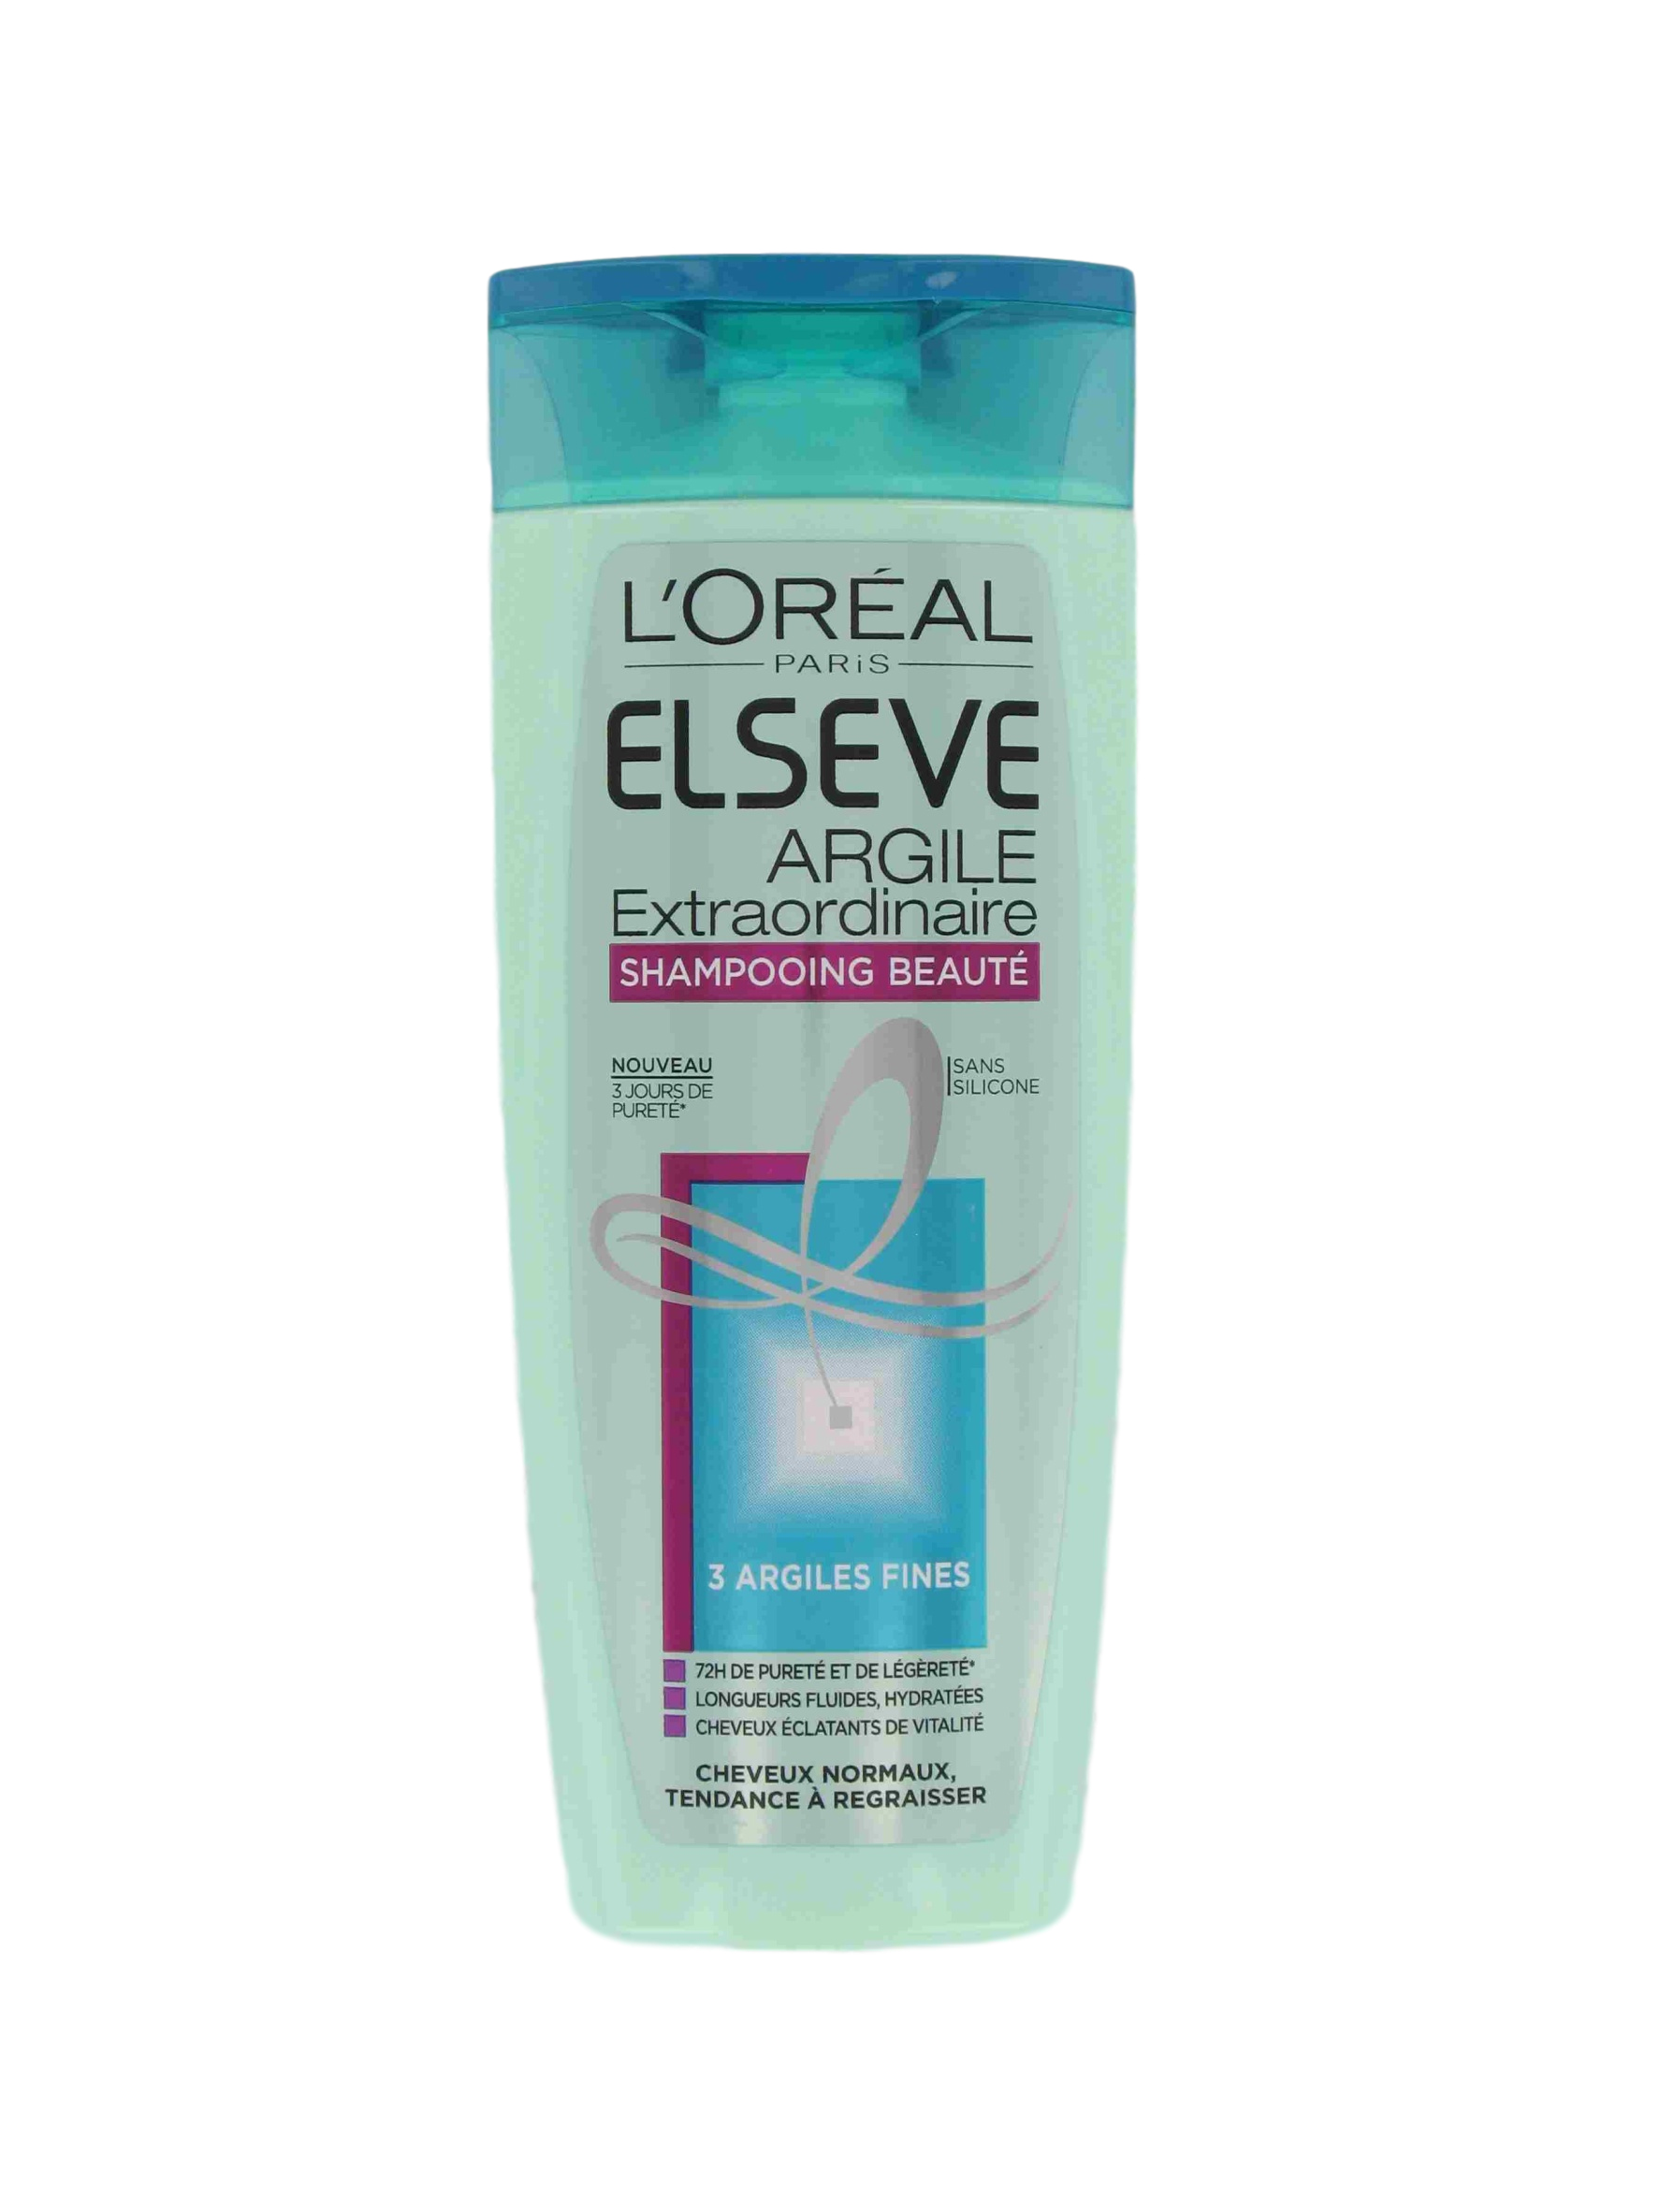 L'ORÉAL
PARiS
ELSEVE
ARGILE
Extraordinaire
SHAMPOOING BEAUTÉ
NOUVEAU
3 JOURS DE
PURETÉ*
SANS
SILICONE
3 ARGILES FINES
72H DE PURETÉ ET DE LÉGÈRETÉ*
LONGUEURS FLUIDES, HYDRATÉES
CHEVEUX ÉCLATANTS DE VITALITÉ
CHEVEUX NORMAUX,
TENDANCE À REGRAISSER